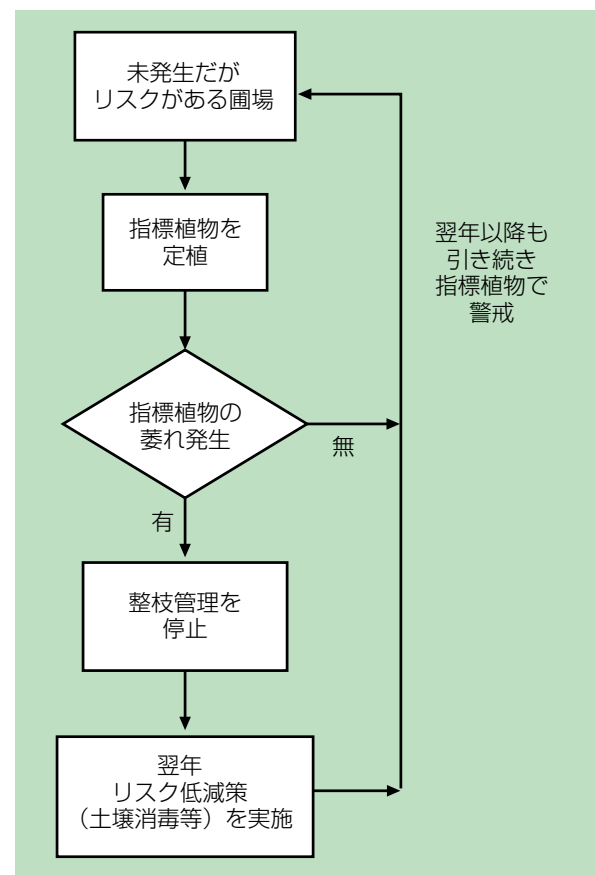 未発生だが
リスクがある圃場
指標植物を
定植
翌年以降も
引き続き
指標植物で
警戒
指標植物の
萎れ発生
無
有
整枝管理を
停止
翌年
リスク低減策
（土壌消毒等）を実施